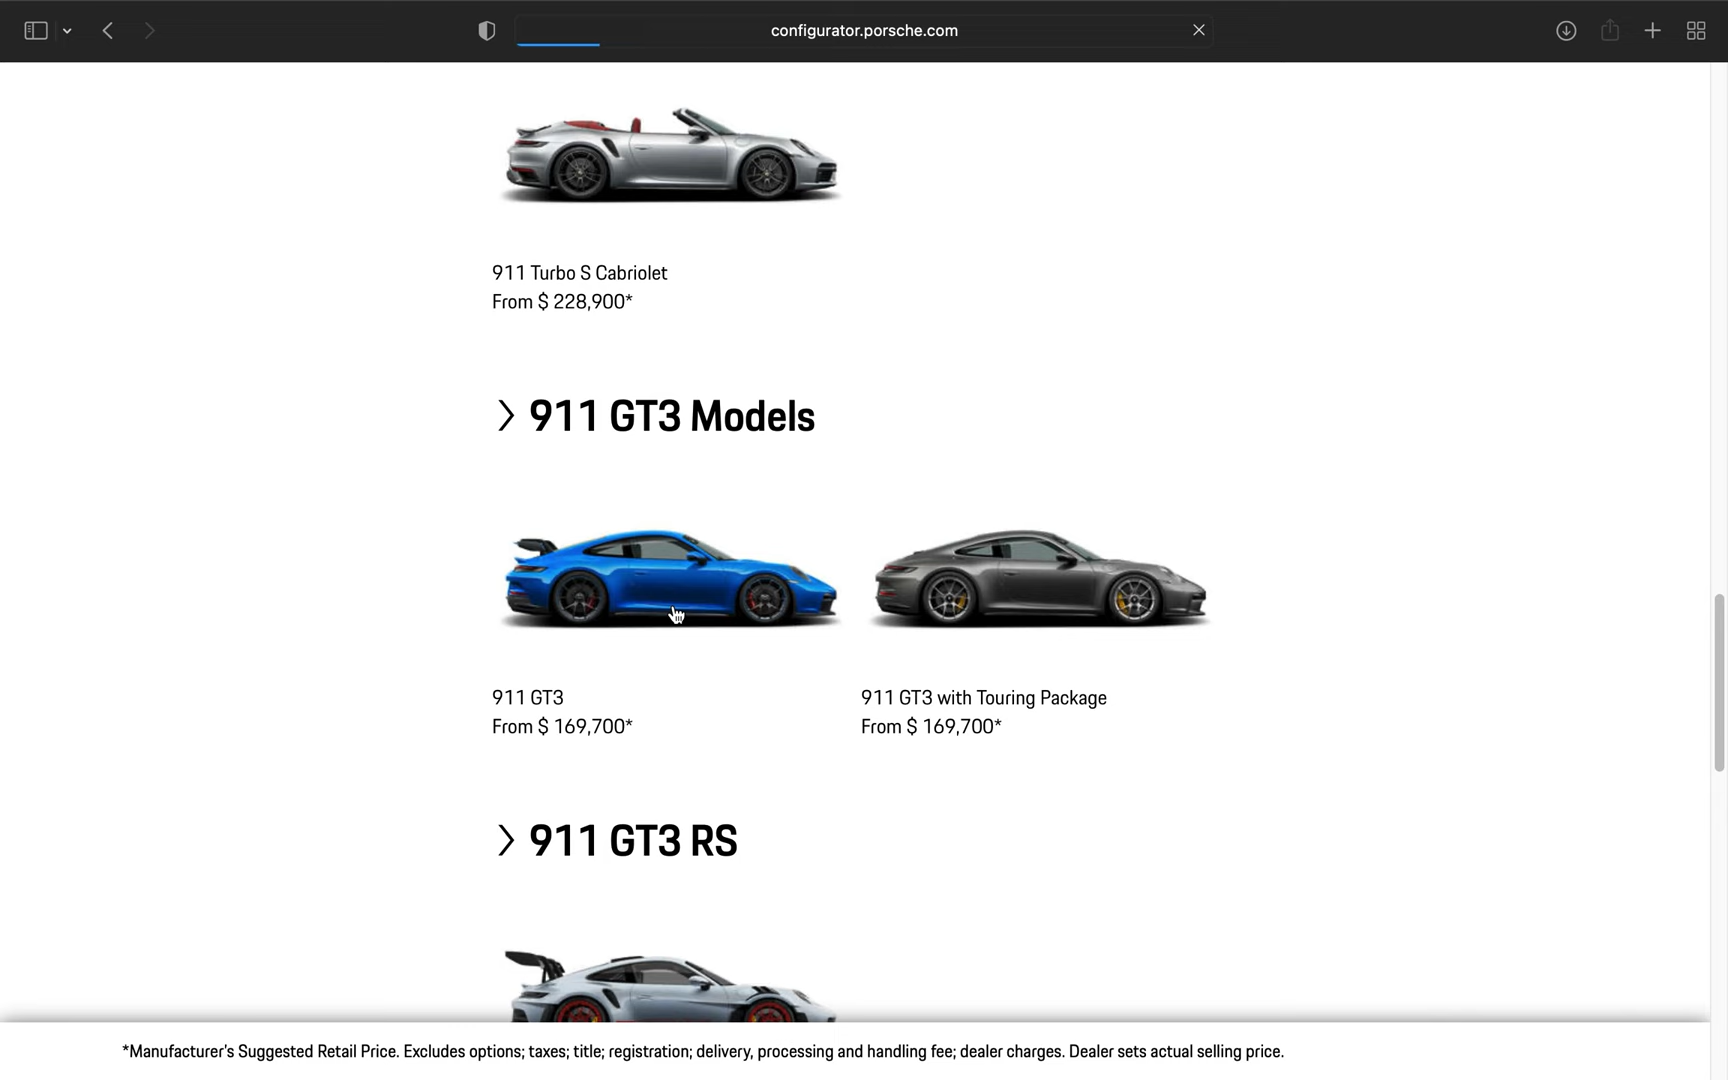 configurator.porsche.com
911 Turbo S Cabriolet
From $ 228,900*
911 GT3 Models
911 GT3
From $ 169,700*
911 GT3 with Touring Package
From $ 169,700*
911 GT3 RS
*Manufacturer's Suggested Retail Price. Excludes options; taxes; title; registration; delivery, processing and handling fee; dealer charges. Dealer sets actual selling price.